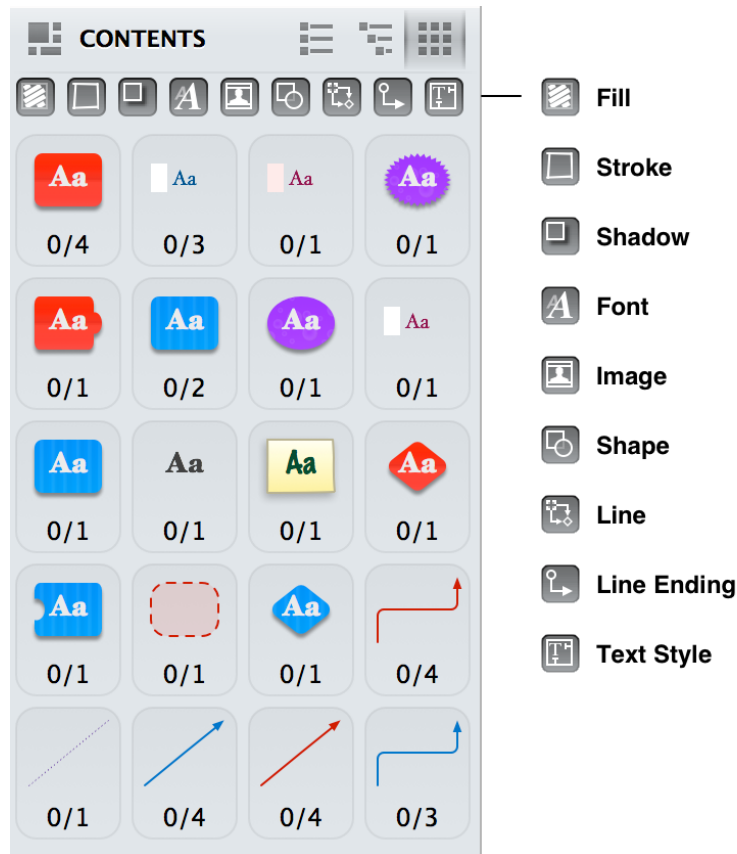 CONTENTS
Aa Aa Aa Aa
0/4 0/3 0/1 0/1
Aa Aa Aa Aa
0/1 0/2 0/1 0/1
Aa Aa Aa Aa
0/1 0/1 0/1 0/1
Aa Aa
0/1 0/1 0/1 0/4
0/1 0/4 0/4 0/3
Fill
Stroke
Shadow
A Font
Image
Shape
Line
Line Ending
T Text Style